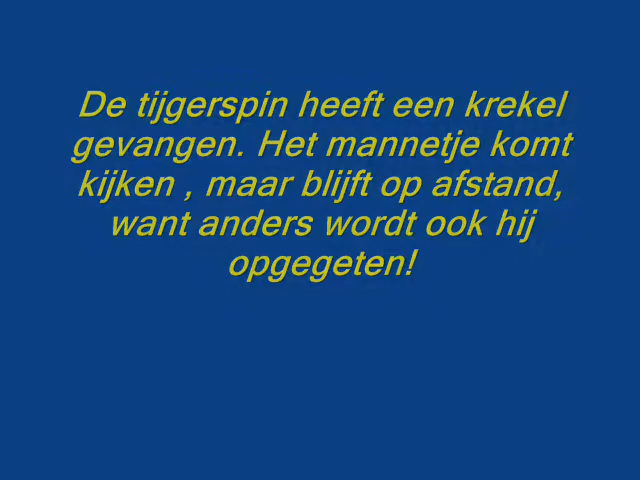 De tijgerspin heeft een krekel
gevangen. Het mannetje komt
kijken , maar blijft op afstand,
want anders wordt ook hij
opgegeten!